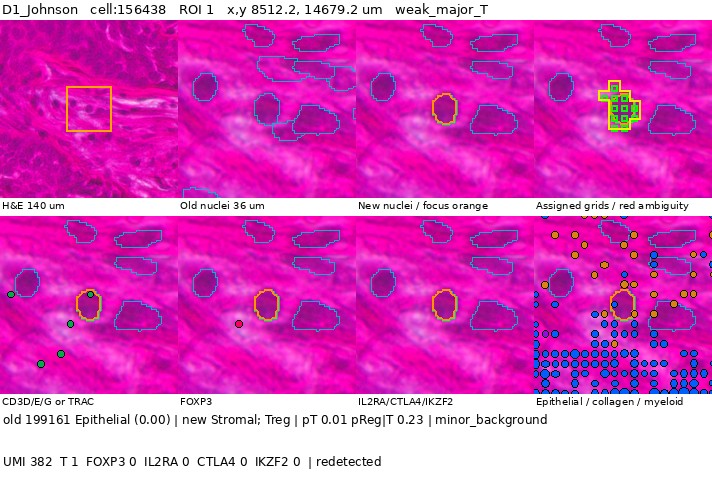 D1_Johnson   cell:156438   ROI 1   x,y 8512.2, 14679.2 um   weak_major_T
H&E 140 um
Old nuclei 36 um
New nuclei / focus orange
Assigned grids / red ambiguity
CD3D/E/G or TRAC
FOXP3
IL2RA/CTLA4/IKZF2
Epithelial / collagen / myeloid
old 199161 Epithelial (0.00) | new Stromal; Treg | pT 0.01 pReg|T 0.23 | minor_background
UMI 382  T 1  FOXP3 0  IL2RA 0  CTLA4 0  IKZF2 0  | redetected